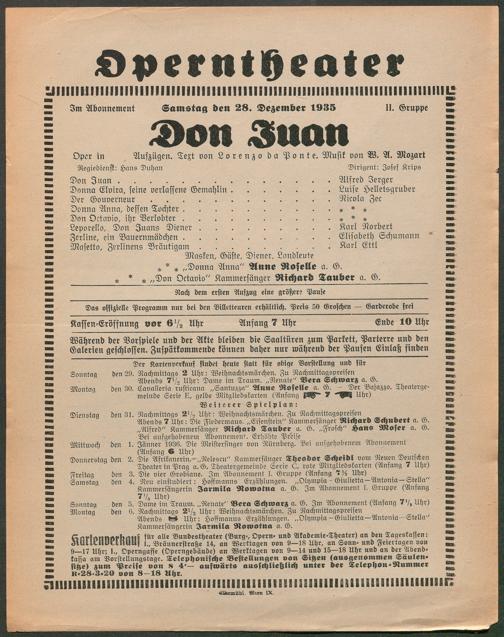 Operntheater
Im Abonnement Samstag den 28. Dezember 1935 II. Gruppe
Don Juan
Oper in Aufzügen. Text von Lorenzo da Ponte. Musik von W. A. Mozart
Regiedienst: Hans Duhan Dirigent: Josef Krips
Don Juan . . . . . . . . . Alfred Jerger
Donna Elvira, seine verlassene Gemahlin . . . . . . . . . Luise Helletsgruber
Der Gouverneur . . . . . . . . . Nicola Zec
Donna Anna, dessen Tochter . . . . . . . . . * * *
Don Octavio, ihr Verlobter . . . . . . . . . * * *
Leporello, Don Juans Diener . . . . . . . . . Karl Norbert
Zerline, ein Bauernmädchen . . . . . . . . . Elisabeth Schumann
Masetto, Zerlinens Bräutigam . . . . . . . . . Karl Ettl
Masken, Gäste, Diener, Landleute
* * * „Donna Anna" Anne Roselle a. G.
* * * „Don Octavio" Kammersänger Richard Tauber a. G.
Nach dem ersten Aufzug eine größere Pause
Das offizielle Programm nur bei den Billetteuren erhältlich. Preis 50 Groschen — Garderobe frei
Kassen-Eröffnung vor 6½ Uhr Anfang 7 Uhr Ende 10 Uhr
Während der Vorspiele und der Akte bleiben die Saaltüren zum Parkett, Parterre und den
Galerien geschlossen. Zuspätkommende können daher nur während der Pausen Einlaß finden
Der Kartenverkauf findet heute statt für obige Vorstellung und für
Sonntag den 29. Nachmittags 2 Uhr: Weihnachtsmärchen. Zu Nachmittagspreisen
Abends 7½ Uhr: Dame im Traum. „Renate" Vera Schwarz a. G.
Montag den 30. Cavalleria rusticana „Santuzza" Anne Roselle a. G. — Der Bajazzo. Theaterge-
meinde Serie E, gelbe Mitgliedskarten (Anfang 7 Uhr)
Weiterer Spielplan:
Dienstag den 31. Nachmittags 2½ Uhr: Weihnachtsmärchen. Zu Nachmittagspreisen
Abends 7 Uhr: Die Fledermaus. „Eisenstein" Kammersänger Richard Schubert a. G.
„Alfred" Kammersänger Richard Tauber a. G. „Frosch" Hans Moser a. G.
Bei aufgehobenem Abonnement. Erhöhte Preise
Mittwoch den 1. Jänner 1936. Die Meistersinger von Nürnberg. Bei aufgehobenem Abonnement
(Anfang 6 Uhr)
Donnerstag den 2. Die Afrikanerin. „Nelusco" Kammersänger Theodor Scheidl vom Neuen Deutschen
Theater in Prag a. G. Theatergemeinde Serie C, rote Mitgliedskarten (Anfang 7 Uhr)
Freitag den 3. Die vier Grobiane. Im Abonnement I. Gruppe (Anfang 7½ Uhr)
Samstag den 4. Neu einstudiert: Hoffmanns Erzählungen. „Olympia–Giulietta–Antonia–Stella"
Kammersängerin Jarmila Novotna a. G. Im Abonnement I. Gruppe (Anfang
7½ Uhr)
Sonntag den 5. Dame im Traum. „Renate" Vera Schwarz a. G. Im Abonnement (Anfang 7½ Uhr)
Montag den 6. Nachmittags 2½ Uhr: Weihnachtsmärchen. Zu Nachmittagspreisen
Abends Uhr: Hoffmanns Erzählungen. „Olympia–Giulietta–Antonia–Stella"
Kammersängerin Jarmila Novotna a. G.
Kartenverkauf für alle Bundestheater (Burg-, Opern- und Akademie-Theater) an den Tageskassen:
I., Bräunerstraße 14, an Werktagen von 9—18 Uhr, an Sonn- und Feiertagen von
9—17 Uhr; I., Operngasse (Operngebäude) an Werktagen von 9—14 und 15—18 Uhr und an der Abend-
kassa am Vorstellungstage. Telephonische Bestellungen von Sitzen (ausgenommen Säulen-
sitze) zum Preise von S 4·— aufwärts ausschließlich unter der Telephon-Nummer
R-28-3-20 von 8—18 Uhr.
Elbemühl, Wien IX.